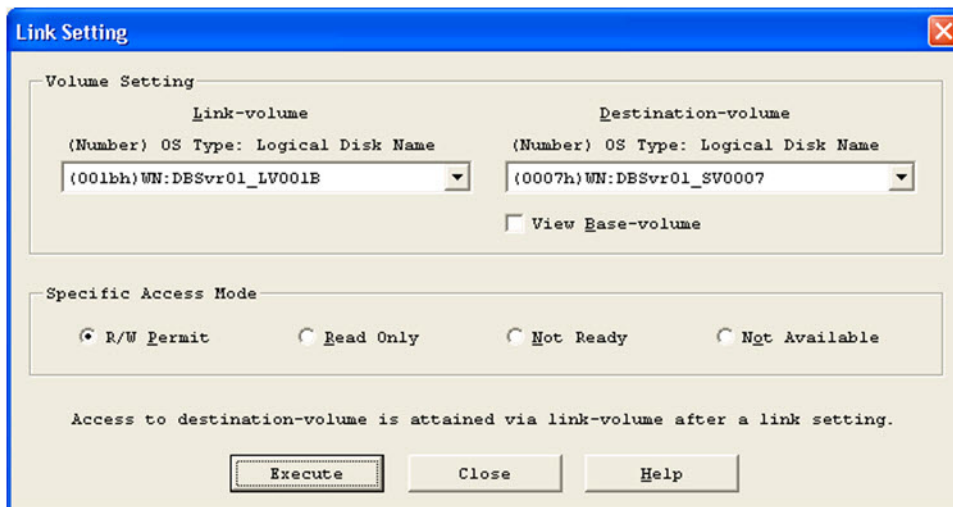 Link Setting
Volume Setting
Link-volume
Destination-volume
(Number) OS Type: Logical Disk Name
(Number) OS Type: Logical Disk Name
(001bh)WN:DBSvr01_LV001B
(0007h)WN:DBSvr01_SV0007
View Base-volume
Specific Access Mode
R/W Permit
Read Only
Not Ready
Not Available
Access to destination-volume is attained via link-volume after a link setting.
Execute
Close
Help